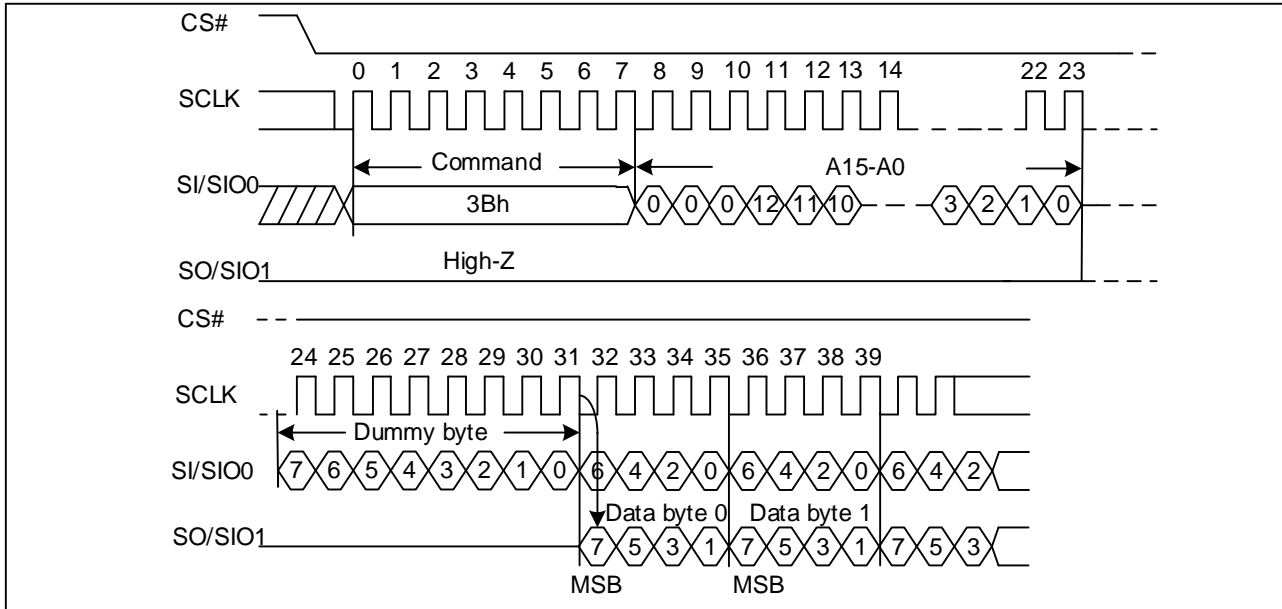 CS#
0 1 2 3 4 5 6 7 8 9 10 11 12 13 14 22 23
SCLK
Command A15-A0
SI/SIO0
3Bh 0 0 0 12 11 10 3 2 1 0
High-Z
SO/SIO1
CS#
24 25 26 27 28 29 30 31 32 33 34 35 36 37 38 39
SCLK
Dummy byte
SI/SIO0 7 6 5 4 3 2 1 0 6 4 2 0 6 4 2 0 6 4 2
Data byte 0 Data byte 1
SO/SIO1 7 5 3 1 7 5 3 1 7 5 3
MSB MSB